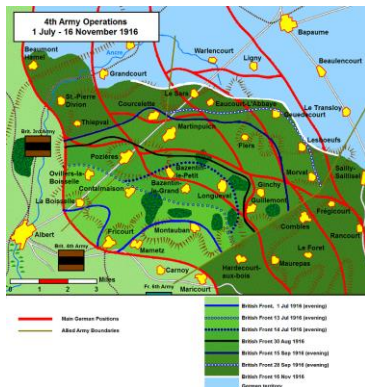 4th Army Operations
1 July - 16 November 1916
Bapaume
Beaumont
Hamel
Ancre
Grandcourt
Warlencourt
Ligny
Beaulencourt
St.-Pierre
Divion
Le Sars
Courcelette
Eaucourt-L'Abbaye
Le Transloy
Gueudecourt
Brit. 3rd Army
Thiepval
Martinpuich
Flers
Lesboeufs
Pozières
Bazentin-
le-Petit
Morval
Sailly-
Saillisel
Ovillers-la-
Boisselle
Contalmaison
Bazentin-
le-Grand
Longueval
Ginchy
Guillemont
La Boisselle
Frégicourt
Combles
Rancourt
Albert
Montauban
Fricourt
Mametz
Le Foret
Brit. 4th Army
Carnoy
Hardecourt-
aux-bois
Maurepas
Miles
0 1 2 3
Maricourt
Fr. 6th Army
Main German Positions
Allied Army Boundaries
British Front, 1 Jul 1916 (evening)
British Front 13 Jul 1916 (evening)
British Front 14 Jul 1916 (evening)
British Front 30 Aug 1916
British Front 15 Sep 1916 (evening)
British Front 28 Sep 1916 (evening)
British Front 16 Nov 1916
German territory